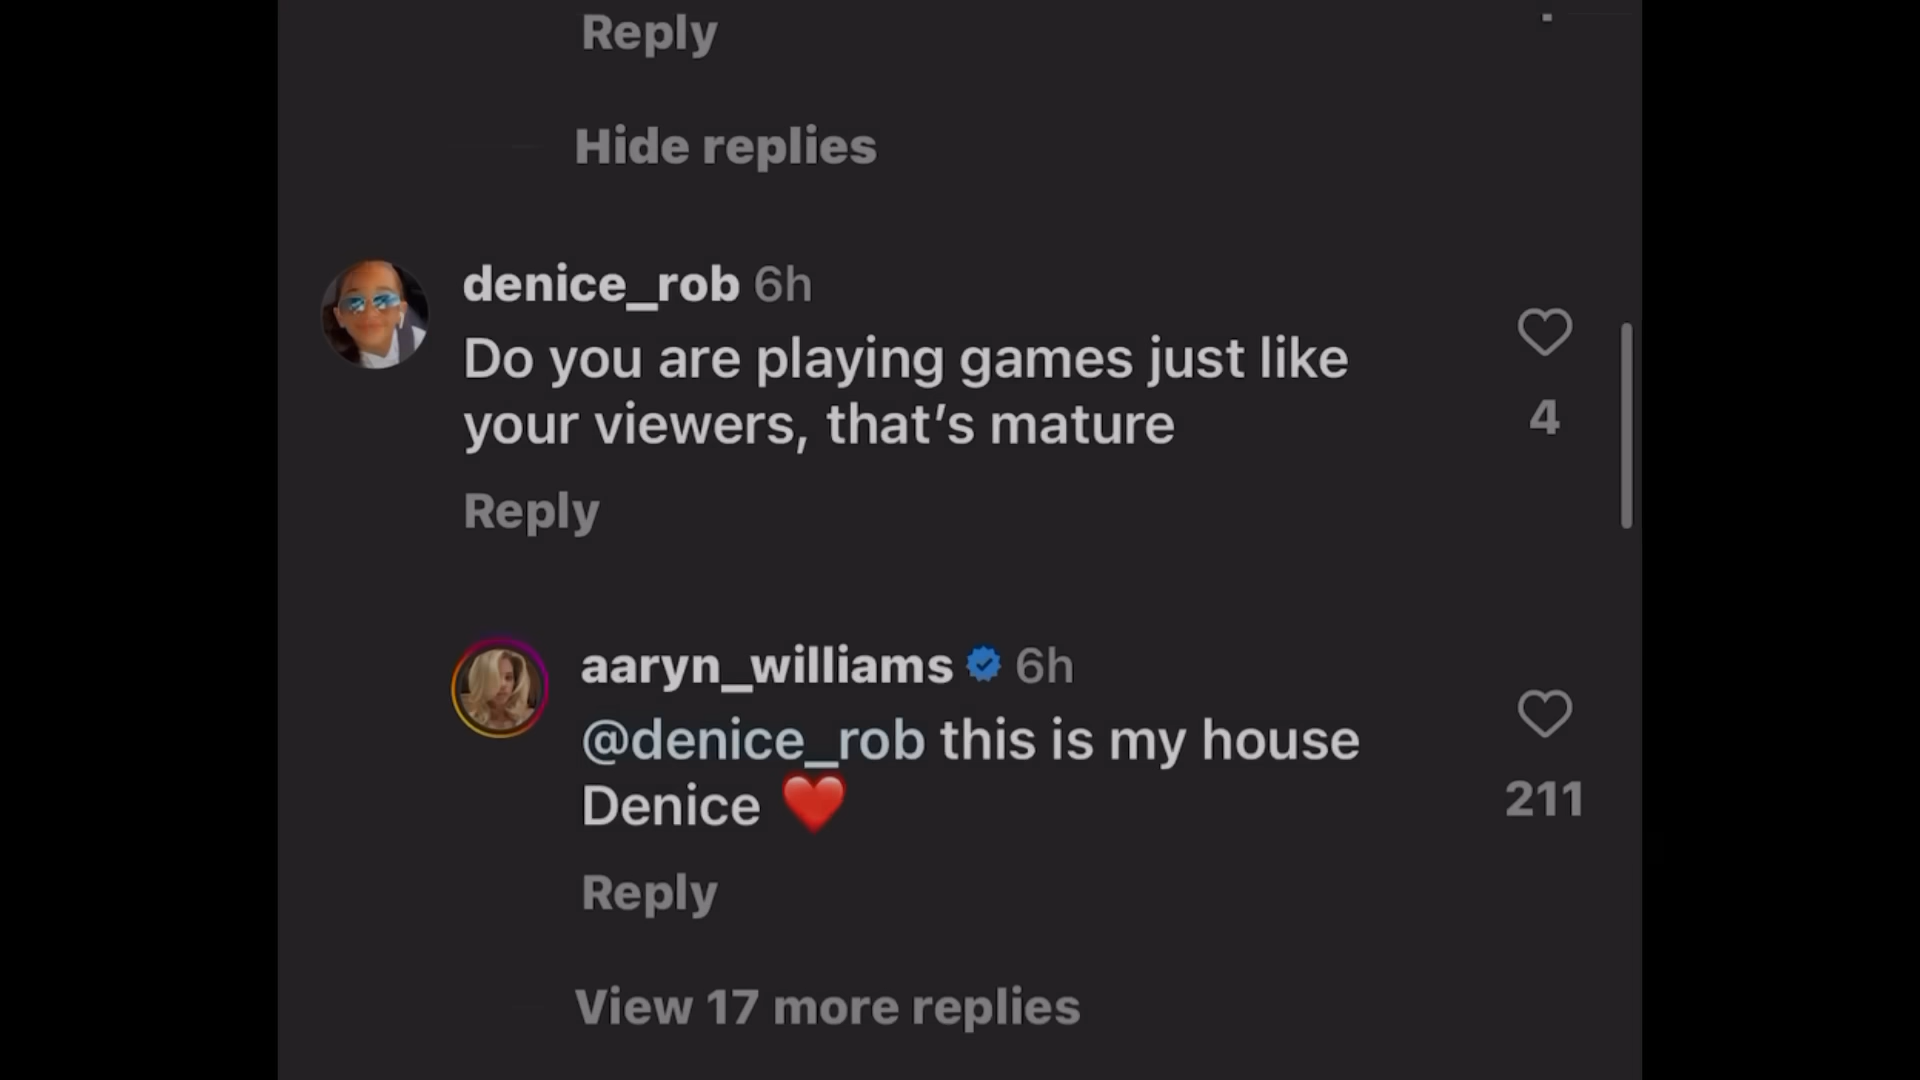 Reply
Hide replies
denice_rob 6h
Do you are playing games just like
your viewers, that’s mature
4
Reply
aaryn_williams 6h
@denice_rob this is my house
Denice ❤️
211
Reply
View 17 more replies